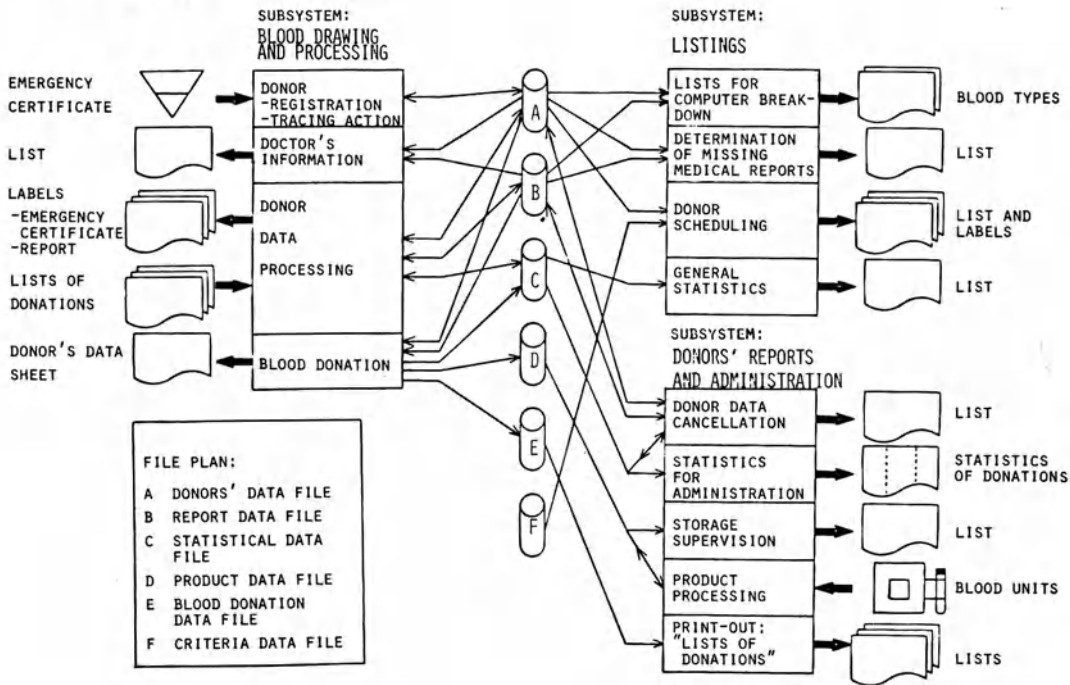 SUBSYSTEM:
BLOOD DRAWING
AND PROCESSING
EMERGENCY
CERTIFICATE
LIST
LABELS
-EMERGENCY
CERTIFICATE
-REPORT
LISTS OF
DONATIONS
DONOR'S DATA
SHEET
DONOR
-REGISTRATION
-TRACING ACTION
DOCTOR'S
INFORMATION
DONOR
DATA
PROCESSING
BLOOD DONATION
A
B
C
D
E
F
SUBSYSTEM:
LISTINGS
LISTS FOR
COMPUTER BREAK-
DOWN
DETERMINATION
OF MISSING
MEDICAL REPORTS
DONOR
SCHEDULING
GENERAL
STATISTICS
BLOOD TYPES
LIST
LIST AND
LABELS
LIST
SUBSYSTEM:
DONORS' REPORTS
AND ADMINISTRATION
DONOR DATA
CANCELLATION
STATISTICS
FOR
ADMINISTRATION
STORAGE
SUPERVISION
PRODUCT
PROCESSING
PRINT-OUT:
"LISTS OF
DONATIONS"
LIST
STATISTICS
OF DONATIONS
LIST
BLOOD UNITS
LISTS
FILE PLAN:
A DONORS' DATA FILE
B REPORT DATA FILE
C STATISTICAL DATA
FILE
D PRODUCT DATA FILE
E BLOOD DONATION
DATA FILE
F CRITERIA DATA FILE